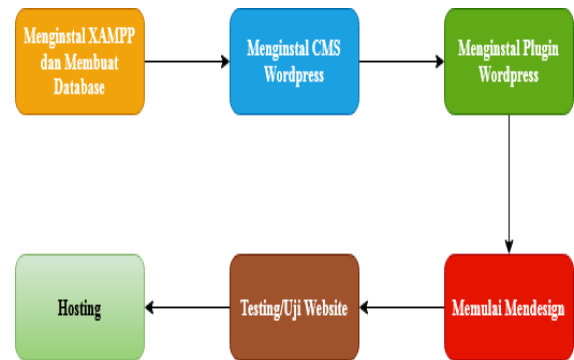 Menginstal XAMPP
dan Membuat
Database
Menginstal CMS
Wordpress
Menginstal Plugin
Wordpress
Memulai Mendesign
Testing/Uji Website
Hosting